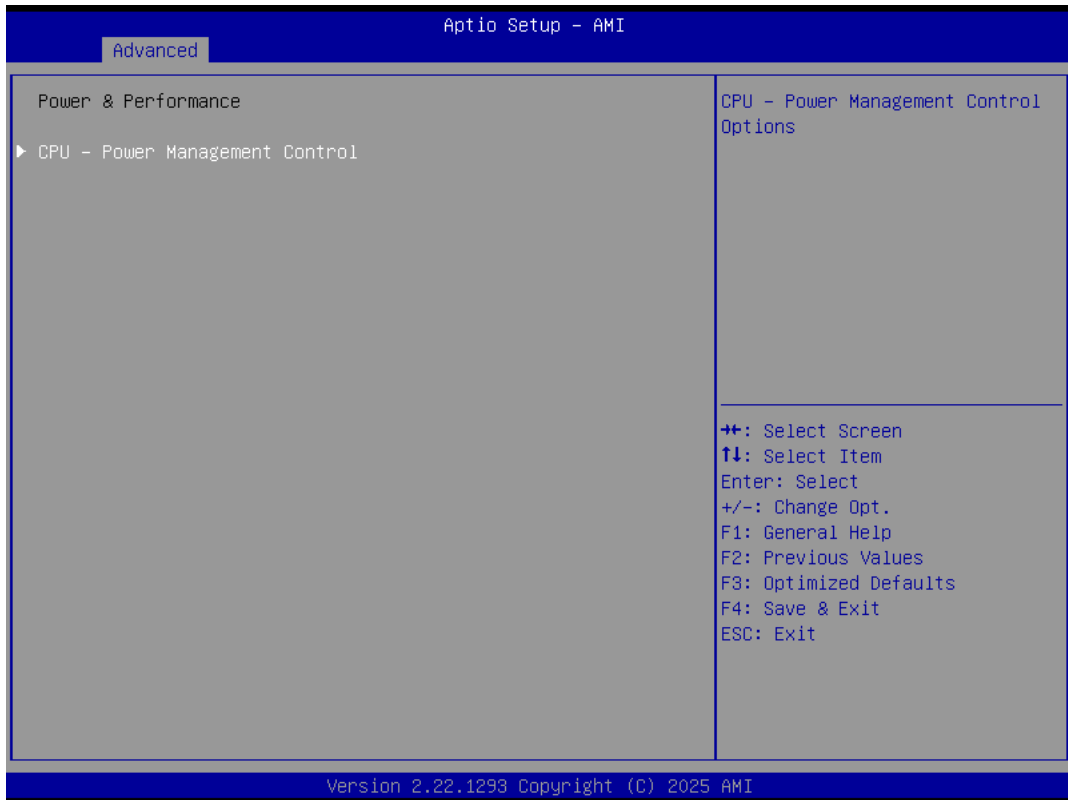 Aptio Setup – AMI
Advanced
Power & Performance
CPU – Power Management Control
CPU – Power Management Control
Options
→←: Select Screen
↑↓: Select Item
Enter: Select
+/-: Change Opt.
F1: General Help
F2: Previous Values
F3: Optimized Defaults
F4: Save & Exit
ESC: Exit
Version 2.22.1293 Copyright (C) 2025 AMI